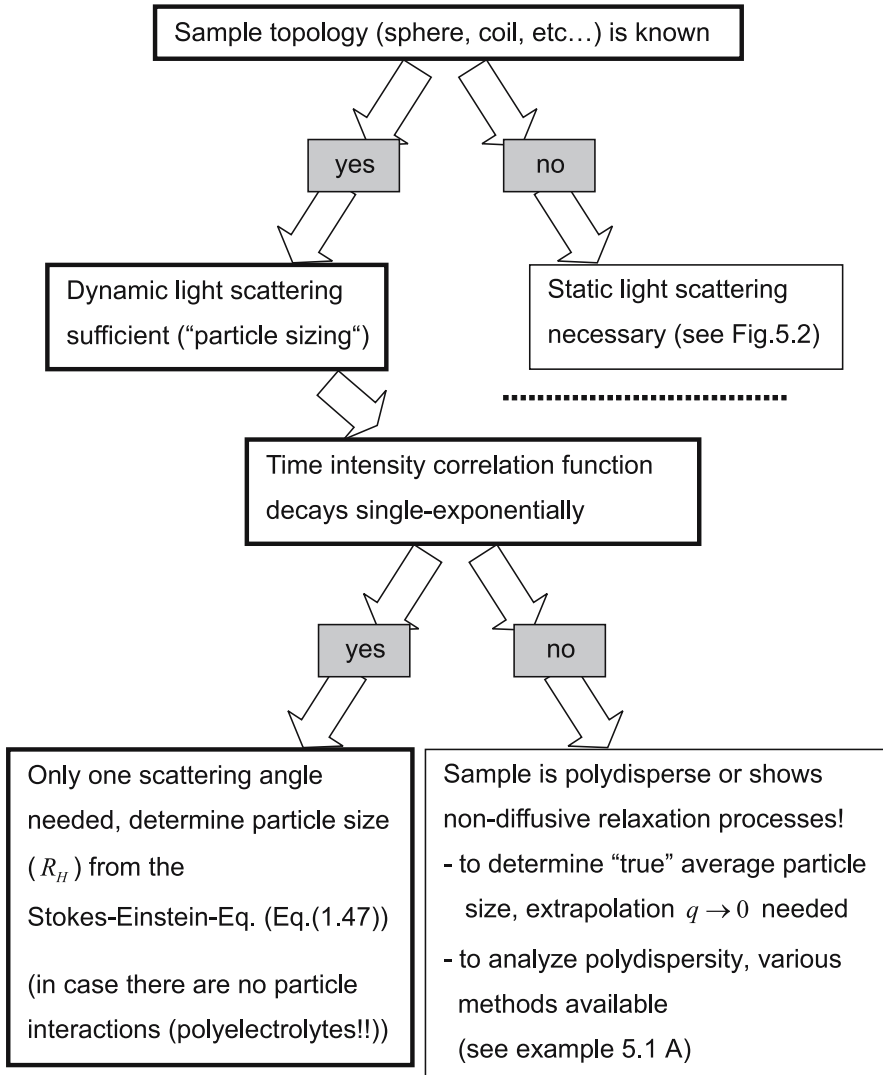 Sample topology (sphere, coil, etc…) is known
yes
no
Dynamic light scattering
sufficient (“particle sizing“)
Static light scattering
necessary (see Fig.5.2)
Time intensity correlation function
decays single-exponentially
yes
no
Only one scattering angle
needed, determine particle size
( R_H ) from the
Stokes-Einstein-Eq. (Eq.(1.47))
(in case there are no particle
interactions (polyelectrolytes!!))
Sample is polydisperse or shows
non-diffusive relaxation processes!
- to determine “true” average particle
size, extrapolation q → 0 needed
- to analyze polydispersity, various
methods available
(see example 5.1 A)